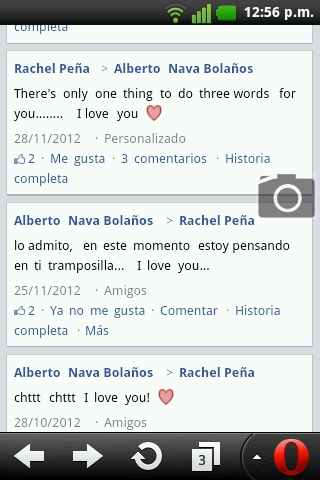 12:56 p.m.
completa
Rachel Peña > Alberto Nava Bolaños
There's only one thing to do three words for
you........ I love you
28/11/2012 · Personalizado
2 · Me gusta · 3 comentarios · Historia
completa
Alberto Nava Bolaños > Rachel Peña
lo admito, en este momento estoy pensando
en ti tramposilla... I love you...
25/11/2012 · Amigos
2 · Ya no me gusta · Comentar · Historia
completa · Más
Alberto Nava Bolaños > Rachel Peña
chttt chttt I love you!
28/10/2012 · Amigos
3